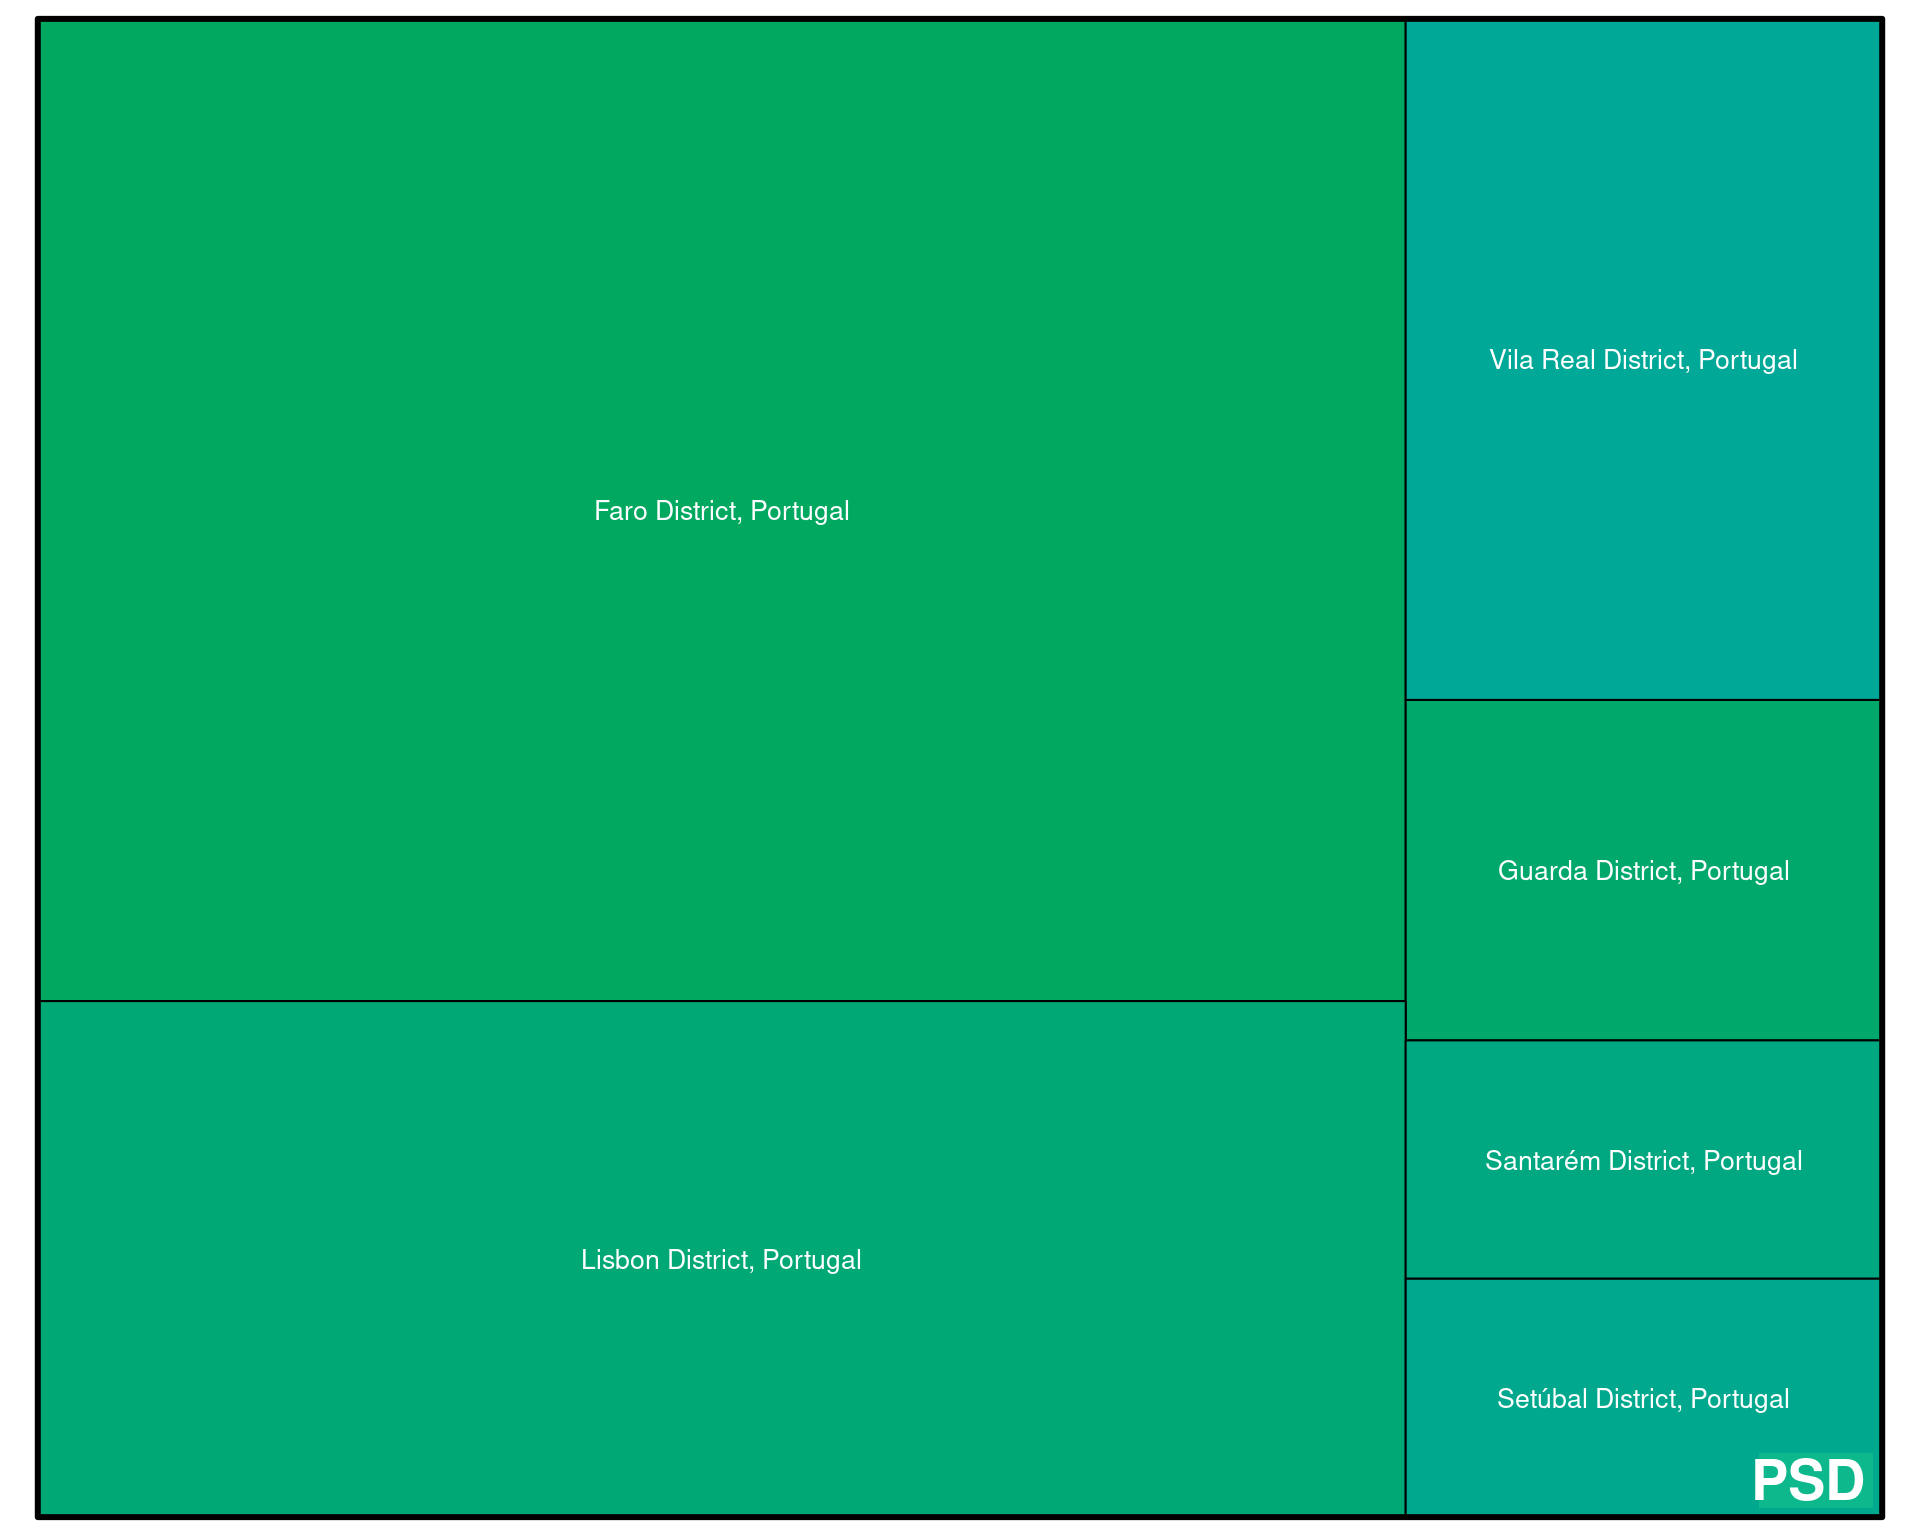 Faro District, Portugal
Lisbon District, Portugal
Vila Real District, Portugal
Guarda District, Portugal
Santarém District, Portugal
Setúbal District, Portugal
PSD